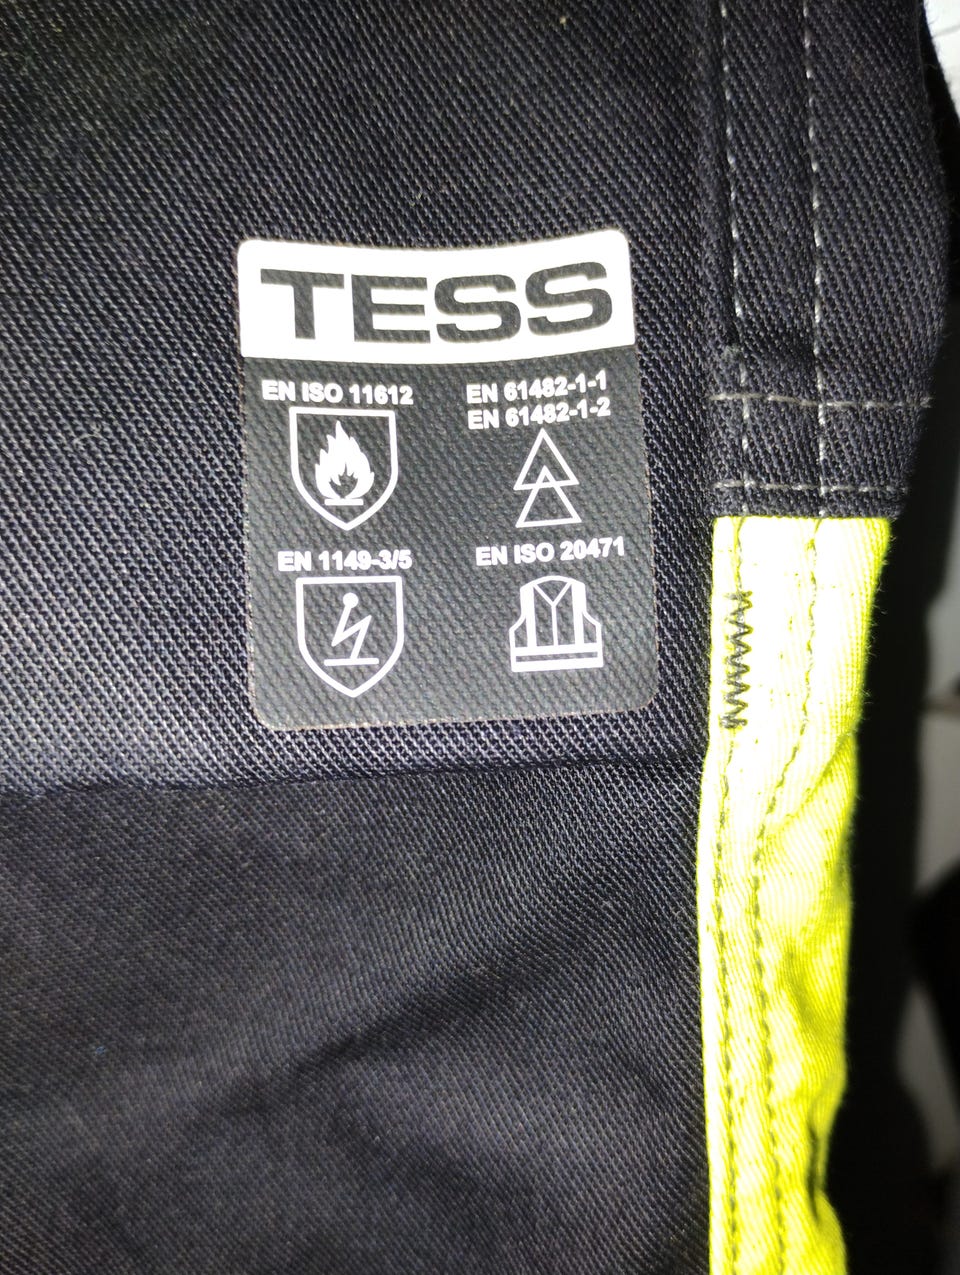 TESS
EN ISO 11612
EN 61482-1-1
EN 61482-1-2
EN 1149-3/5
EN ISO 20471